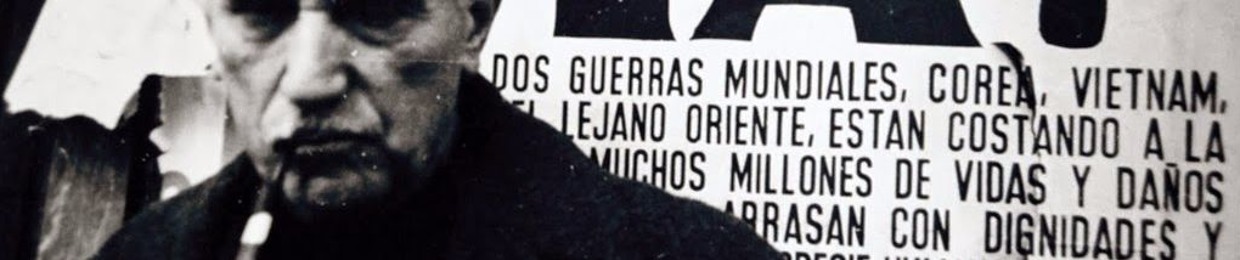 A!
DOS GUERRAS MUNDIALES, COREA, VIETNAM,
EL LEJANO ORIENTE, ESTAN COSTANDO A LA
MUCHOS MILLONES DE VIDAS Y DAÑOS
ARRASAN CON DIGNIDADES Y